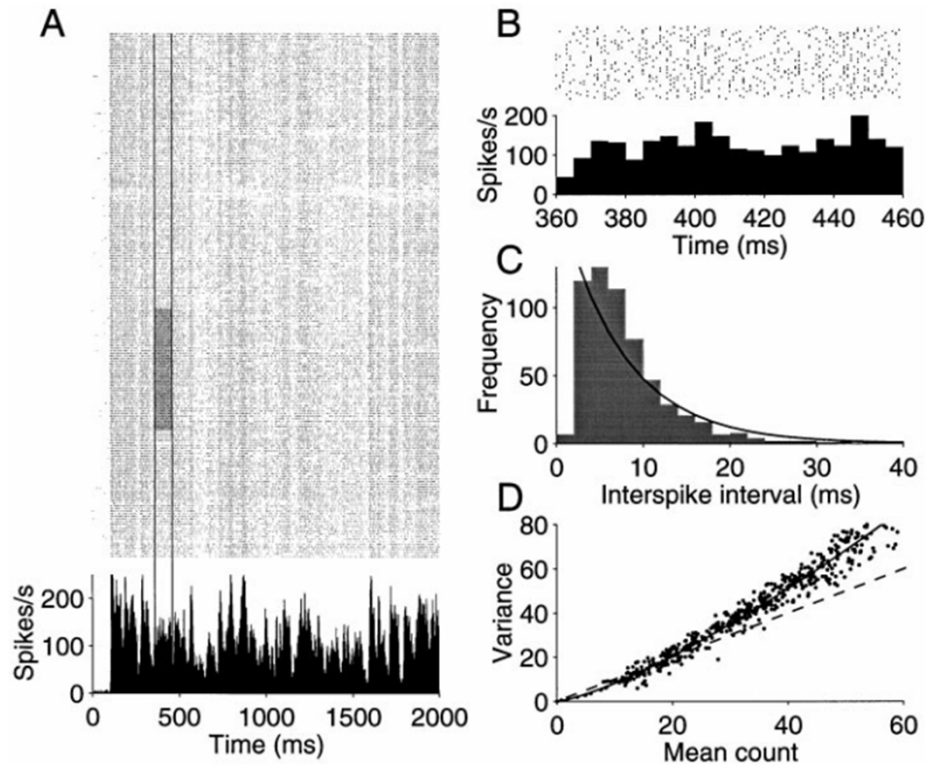 A
Spikes/s
200
100
0
0 500 1000 1500 2000
Time (ms)
B
Spikes/s
200
100
0
360 380 400 420 440 460
Time (ms)
C
Frequency
100
50
0
0 10 20 30 40
Interspike interval (ms)
D
Variance
80
60
40
20
0
0 20 40 60
Mean count